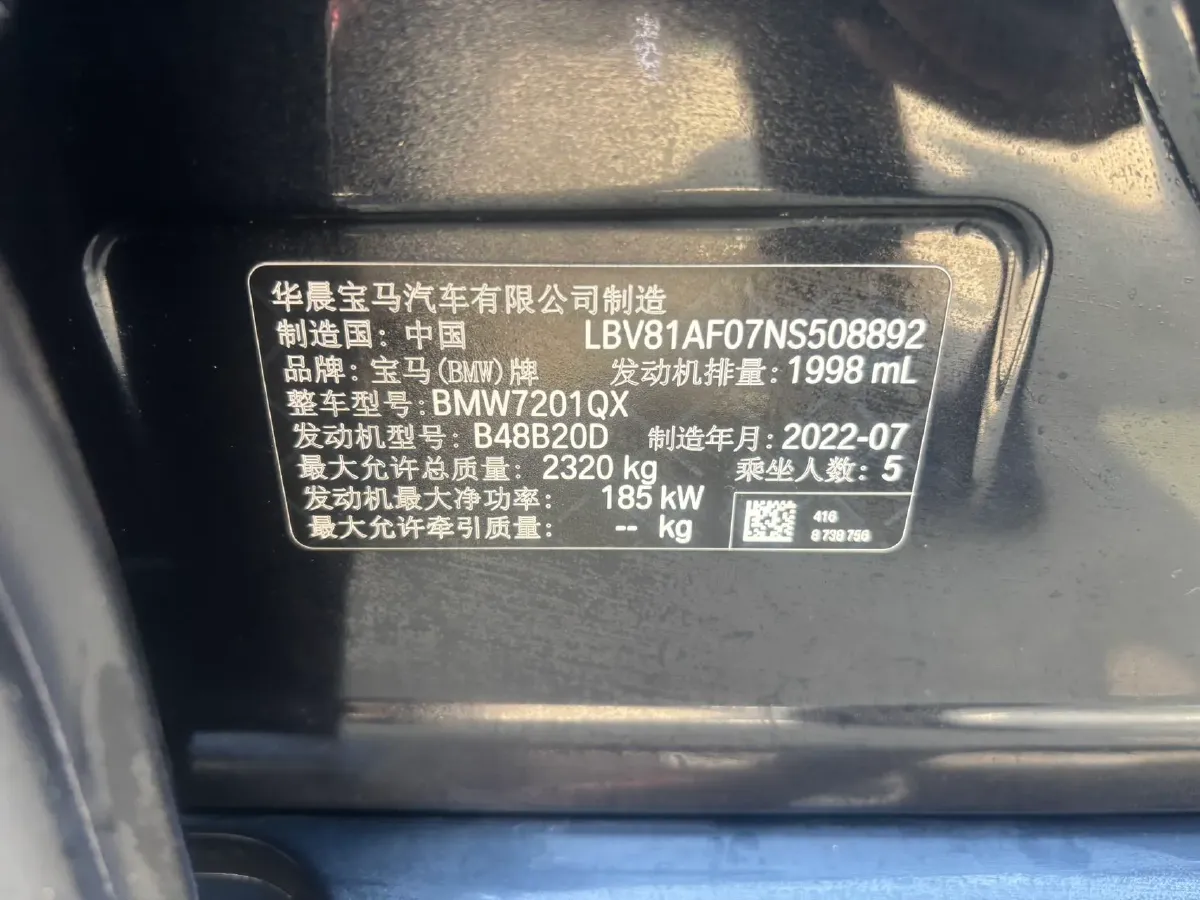 华晨宝马汽车有限公司制造
制造国：中国 LBV81AF07NS508892
品牌：宝马(BMW)牌 发动机排量：1998 mL
整车型号：BMW7201QX
发动机型号：B48B20D 制造年月：2022-07
最大允许总质量：2320 kg 乘坐人数：5
发动机最大净功率：185 kW
最大允许牵引质量：-- kg
416
8 739 756